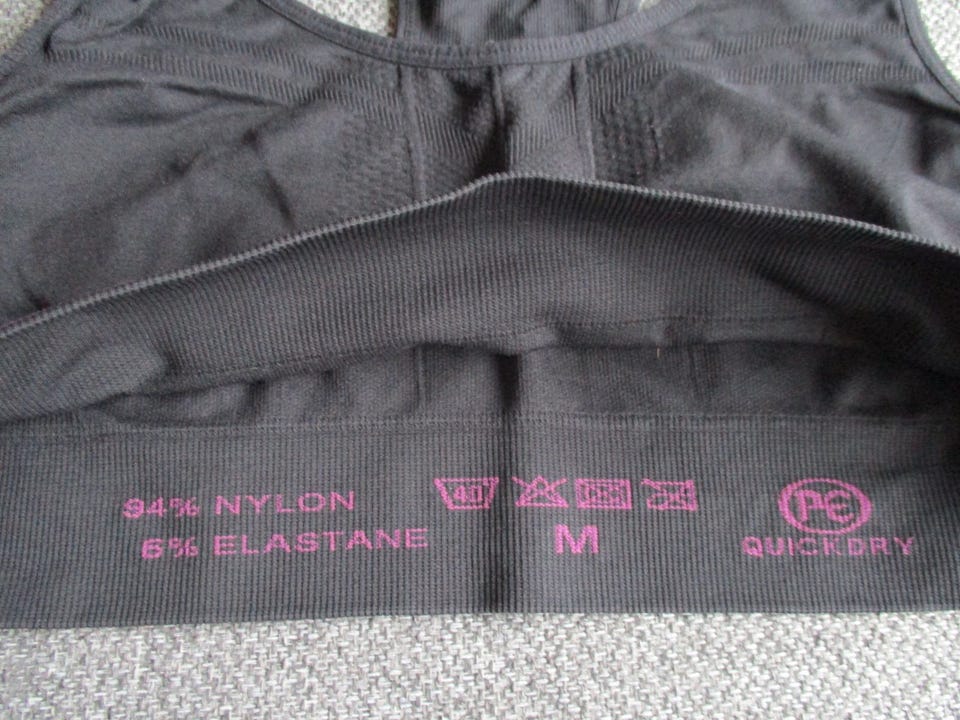 94% NYLON
6% ELASTANE
40
M
PE
QUICKDRY